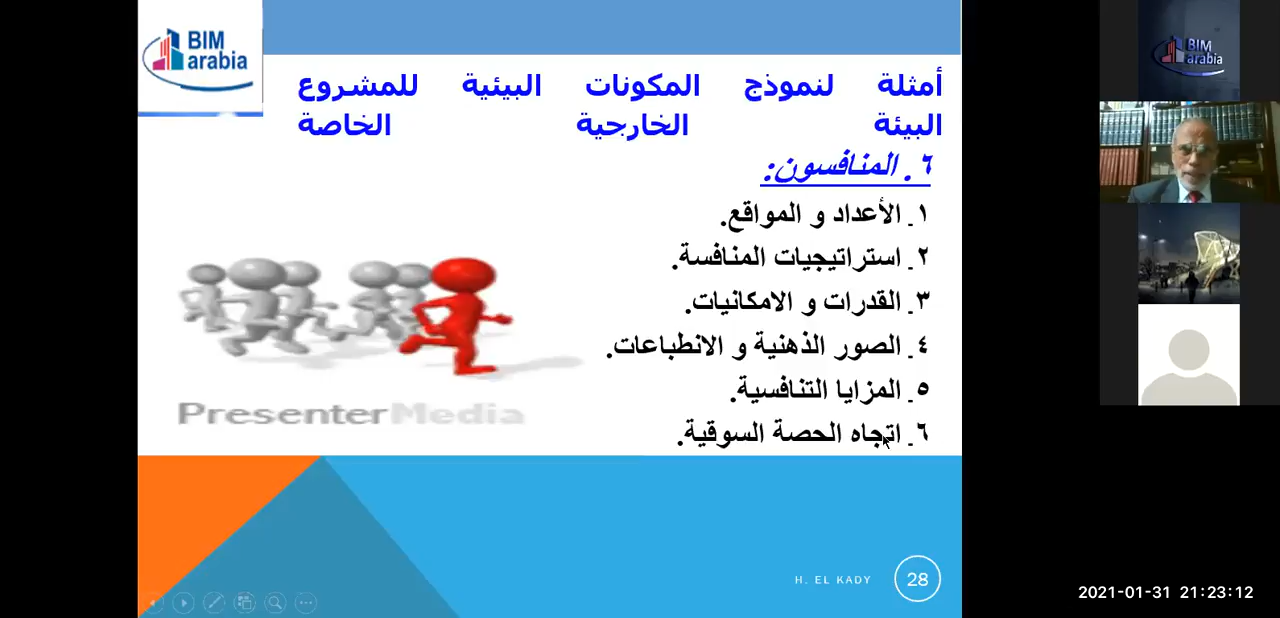 BIM
arabia
أمثلة لنموذج المكونات البيئية للمشروع
البيئة الخارجية الخاصة
٦. المنافسون:
١. الأعداد و المواقع.
٢. استراتيجيات المنافسة.
٣. القدرات و الامكانيات.
٤. الصور الذهنية و الانطباعات.
٥. المزايا التنافسية.
٦. اتجاه الحصة السوقية.
PresenterMedia
H. EL KADY
28
BIM
arabia
2021-01-31 21:23:12